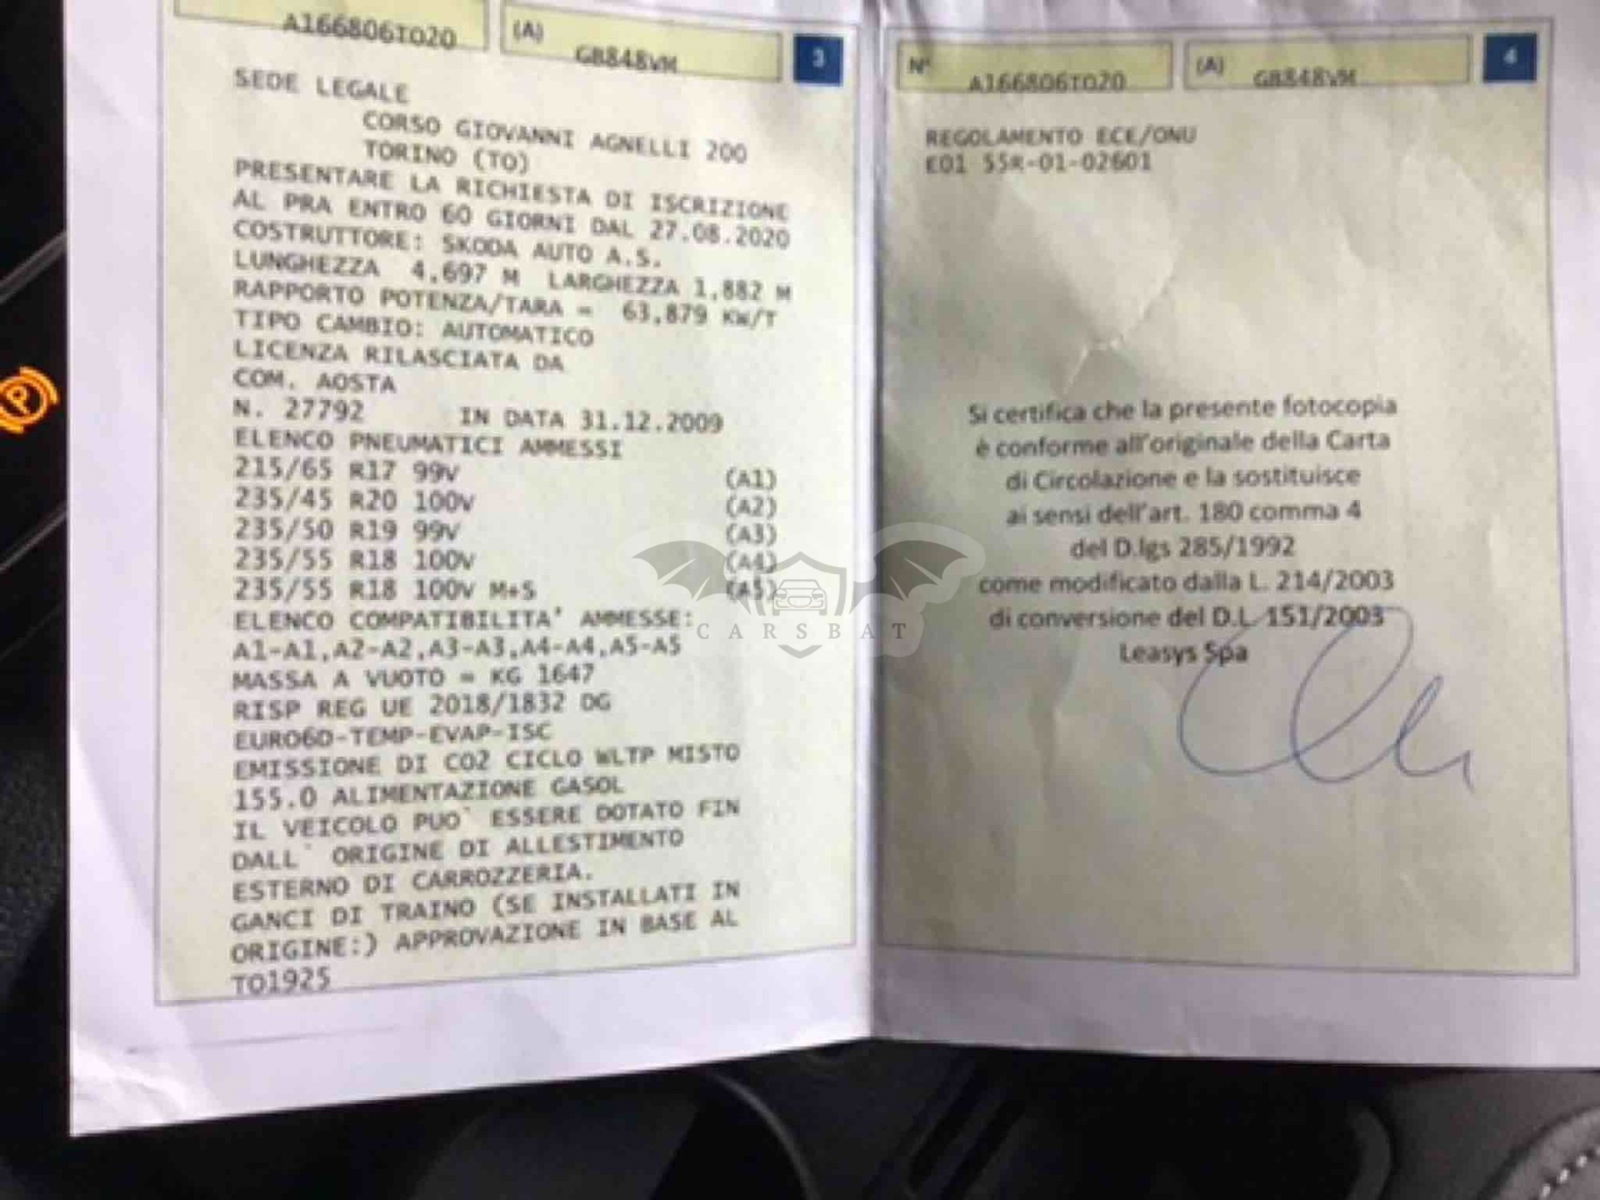 A166806TO20
(A)
GB848VM
3
SEDE LEGALE
CORSO GIOVANNI AGNELLI 200
TORINO (TO)
PRESENTARE LA RICHIESTA DI ISCRIZIONE
AL PRA ENTRO 60 GIORNI DAL 27.08.2020
COSTRUTTORE: SKODA AUTO A.S.
LUNGHEZZA 4,697 M LARGHEZZA 1,882 M
RAPPORTO POTENZA/TARA = 63,879 KW/T
TIPO CAMBIO: AUTOMATICO
LICENZA RILASCIATA DA
COM. AOSTA
N. 27792 IN DATA 31.12.2009
ELENCO PNEUMATICI AMMESSI
215/65 R17 99V (A1)
235/45 R20 100V (A2)
235/50 R19 99V (A3)
235/55 R18 100V (A4)
235/55 R18 100V M+S (A5)
ELENCO COMPATIBILITA' AMMESSE:
A1-A1,A2-A2,A3-A3,A4-A4,A5-A5
MASSA A VUOTO = KG 1647
RISP REG UE 2018/1832 DG
EURO6D-TEMP-EVAP-ISC
EMISSIONE DI CO2 CICLO WLTP MISTO
155.0 ALIMENTAZIONE GASOL
IL VEICOLO PUO` ESSERE DOTATO FIN
DALL` ORIGINE DI ALLESTIMENTO
ESTERNO DI CARROZZERIA.
GANCI DI TRAINO (SE INSTALLATI IN
ORIGINE:) APPROVAZIONE IN BASE AL
TO1925
N°
A166806TO20
(A)
GB848VM
4
REGOLAMENTO ECE/ONU
E01 55R-01-02601
Si certifica che la presente fotocopia
è conforme all'originale della Carta
di Circolazione e la sostituisce
ai sensi dell'art. 180 comma 4
del D.lgs 285/1992
come modificato dalla L. 214/2003
di conversione del D.L. 151/2003
Leasys Spa
CARSBAT
P